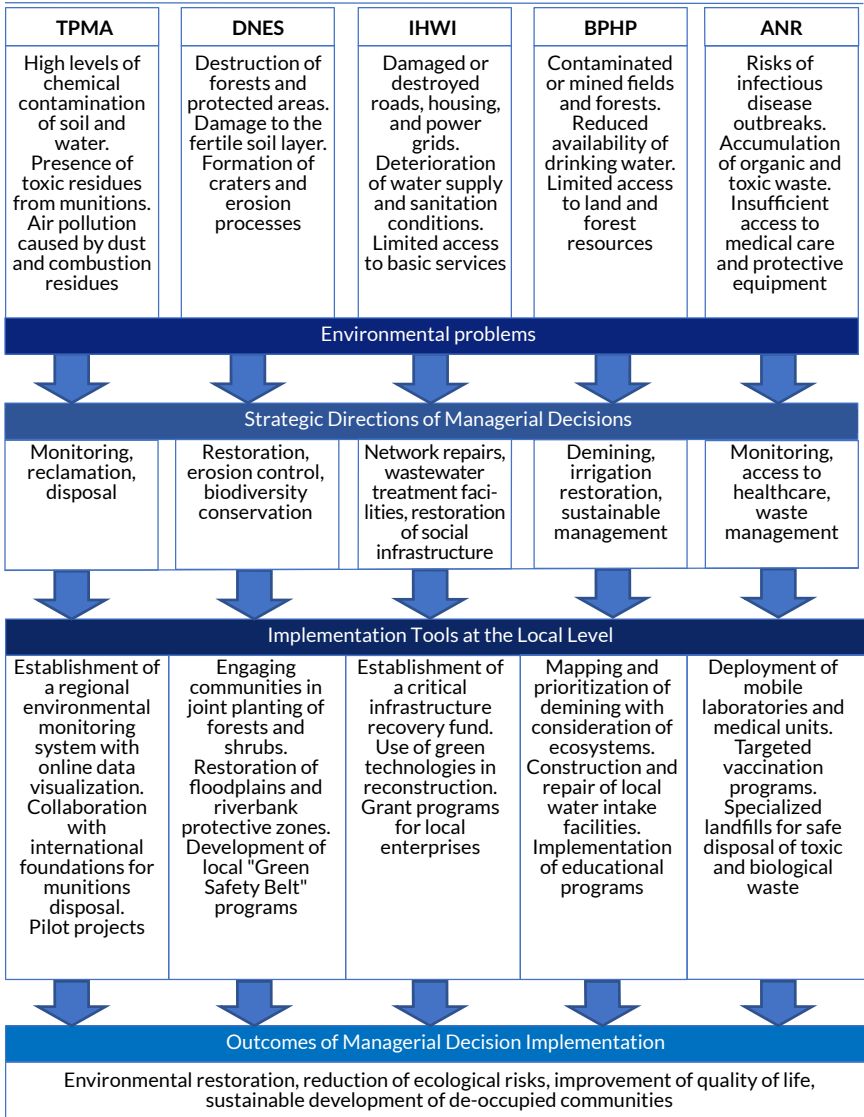 TPMA
High levels of
chemical
contamination
of soil and
water.
Presence of
toxic residues
from munitions.
Air pollution
caused by dust
and combustion
residues
DNES
Destruction of
forests and
protected areas.
Damage to the
fertile soil layer.
Formation of
craters and
erosion
processes
IHWI
Damaged or
destroyed
roads, housing,
and power
grids.
Deterioration
of water supply
and sanitation
conditions.
Limited access
to basic services
BPHP
Contaminated
or mined fields
and forests.
Reduced
availability of
drinking water.
Limited access
to land and
forest
resources
ANR
Risks of
infectious
disease
outbreaks.
Accumulation
of organic and
toxic waste.
Insufficient
access to
medical care
and protective
equipment
Environmental problems
Strategic Directions of Managerial Decisions
Monitoring,
reclamation,
disposal
Restoration,
erosion control,
biodiversity
conservation
Network repairs,
wastewater
treatment faci-
lities, restoration
of social
infrastructure
Demining,
irrigation
restoration,
sustainable
management
Monitoring,
access to
healthcare,
waste
management
Implementation Tools at the Local Level
Establishment of
a regional
environmental
monitoring
system with
online data
visualization.
Collaboration
with
international
foundations for
munitions
disposal.
Pilot projects
Engaging
communities in
joint planting of
forests and
shrubs.
Restoration of
floodplains and
riverbank
protective zones.
Development of
local "Green
Safety Belt"
programs
Establishment of
a critical
infrastructure
recovery fund.
Use of green
technologies in
reconstruction.
Grant programs
for local
enterprises
Mapping and
prioritization of
demining with
consideration of
ecosystems.
Construction and
repair of local
water intake
facilities.
Implementation
of educational
programs
Deployment of
mobile
laboratories and
medical units.
Targeted
vaccination
programs.
Specialized
landfills for safe
disposal of toxic
and biological
waste
Outcomes of Managerial Decision Implementation
Environmental restoration, reduction of ecological risks, improvement of quality of life,
sustainable development of de-occupied communities